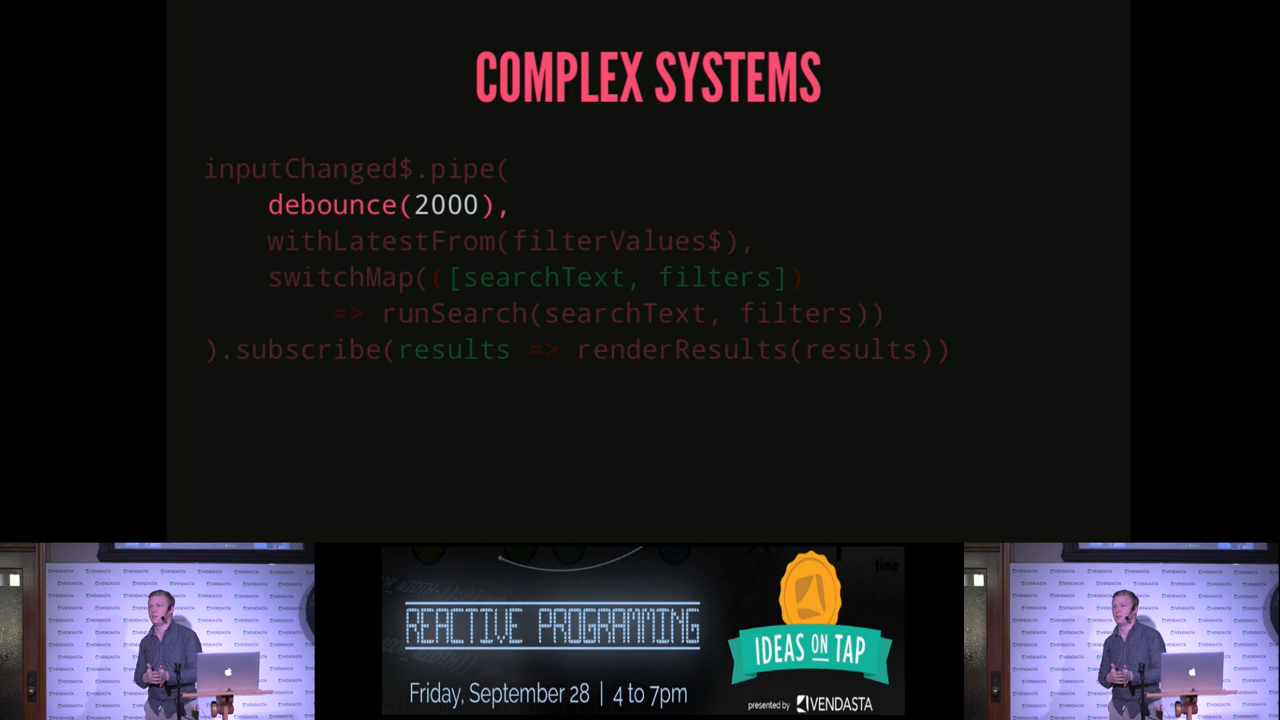 COMPLEX SYSTEMS
inputChanged$.pipe(
debounce(2000),
withLatestFrom(filterValues$),
switchMap(([searchText, filters])
=> runSearch(searchText, filters))
).subscribe(results => renderResults(results))
time
REACTIVE PROGRAMMING
Friday, September 28 | 4 to 7pm
IDEAS ON TAP
presented by VENDASTA